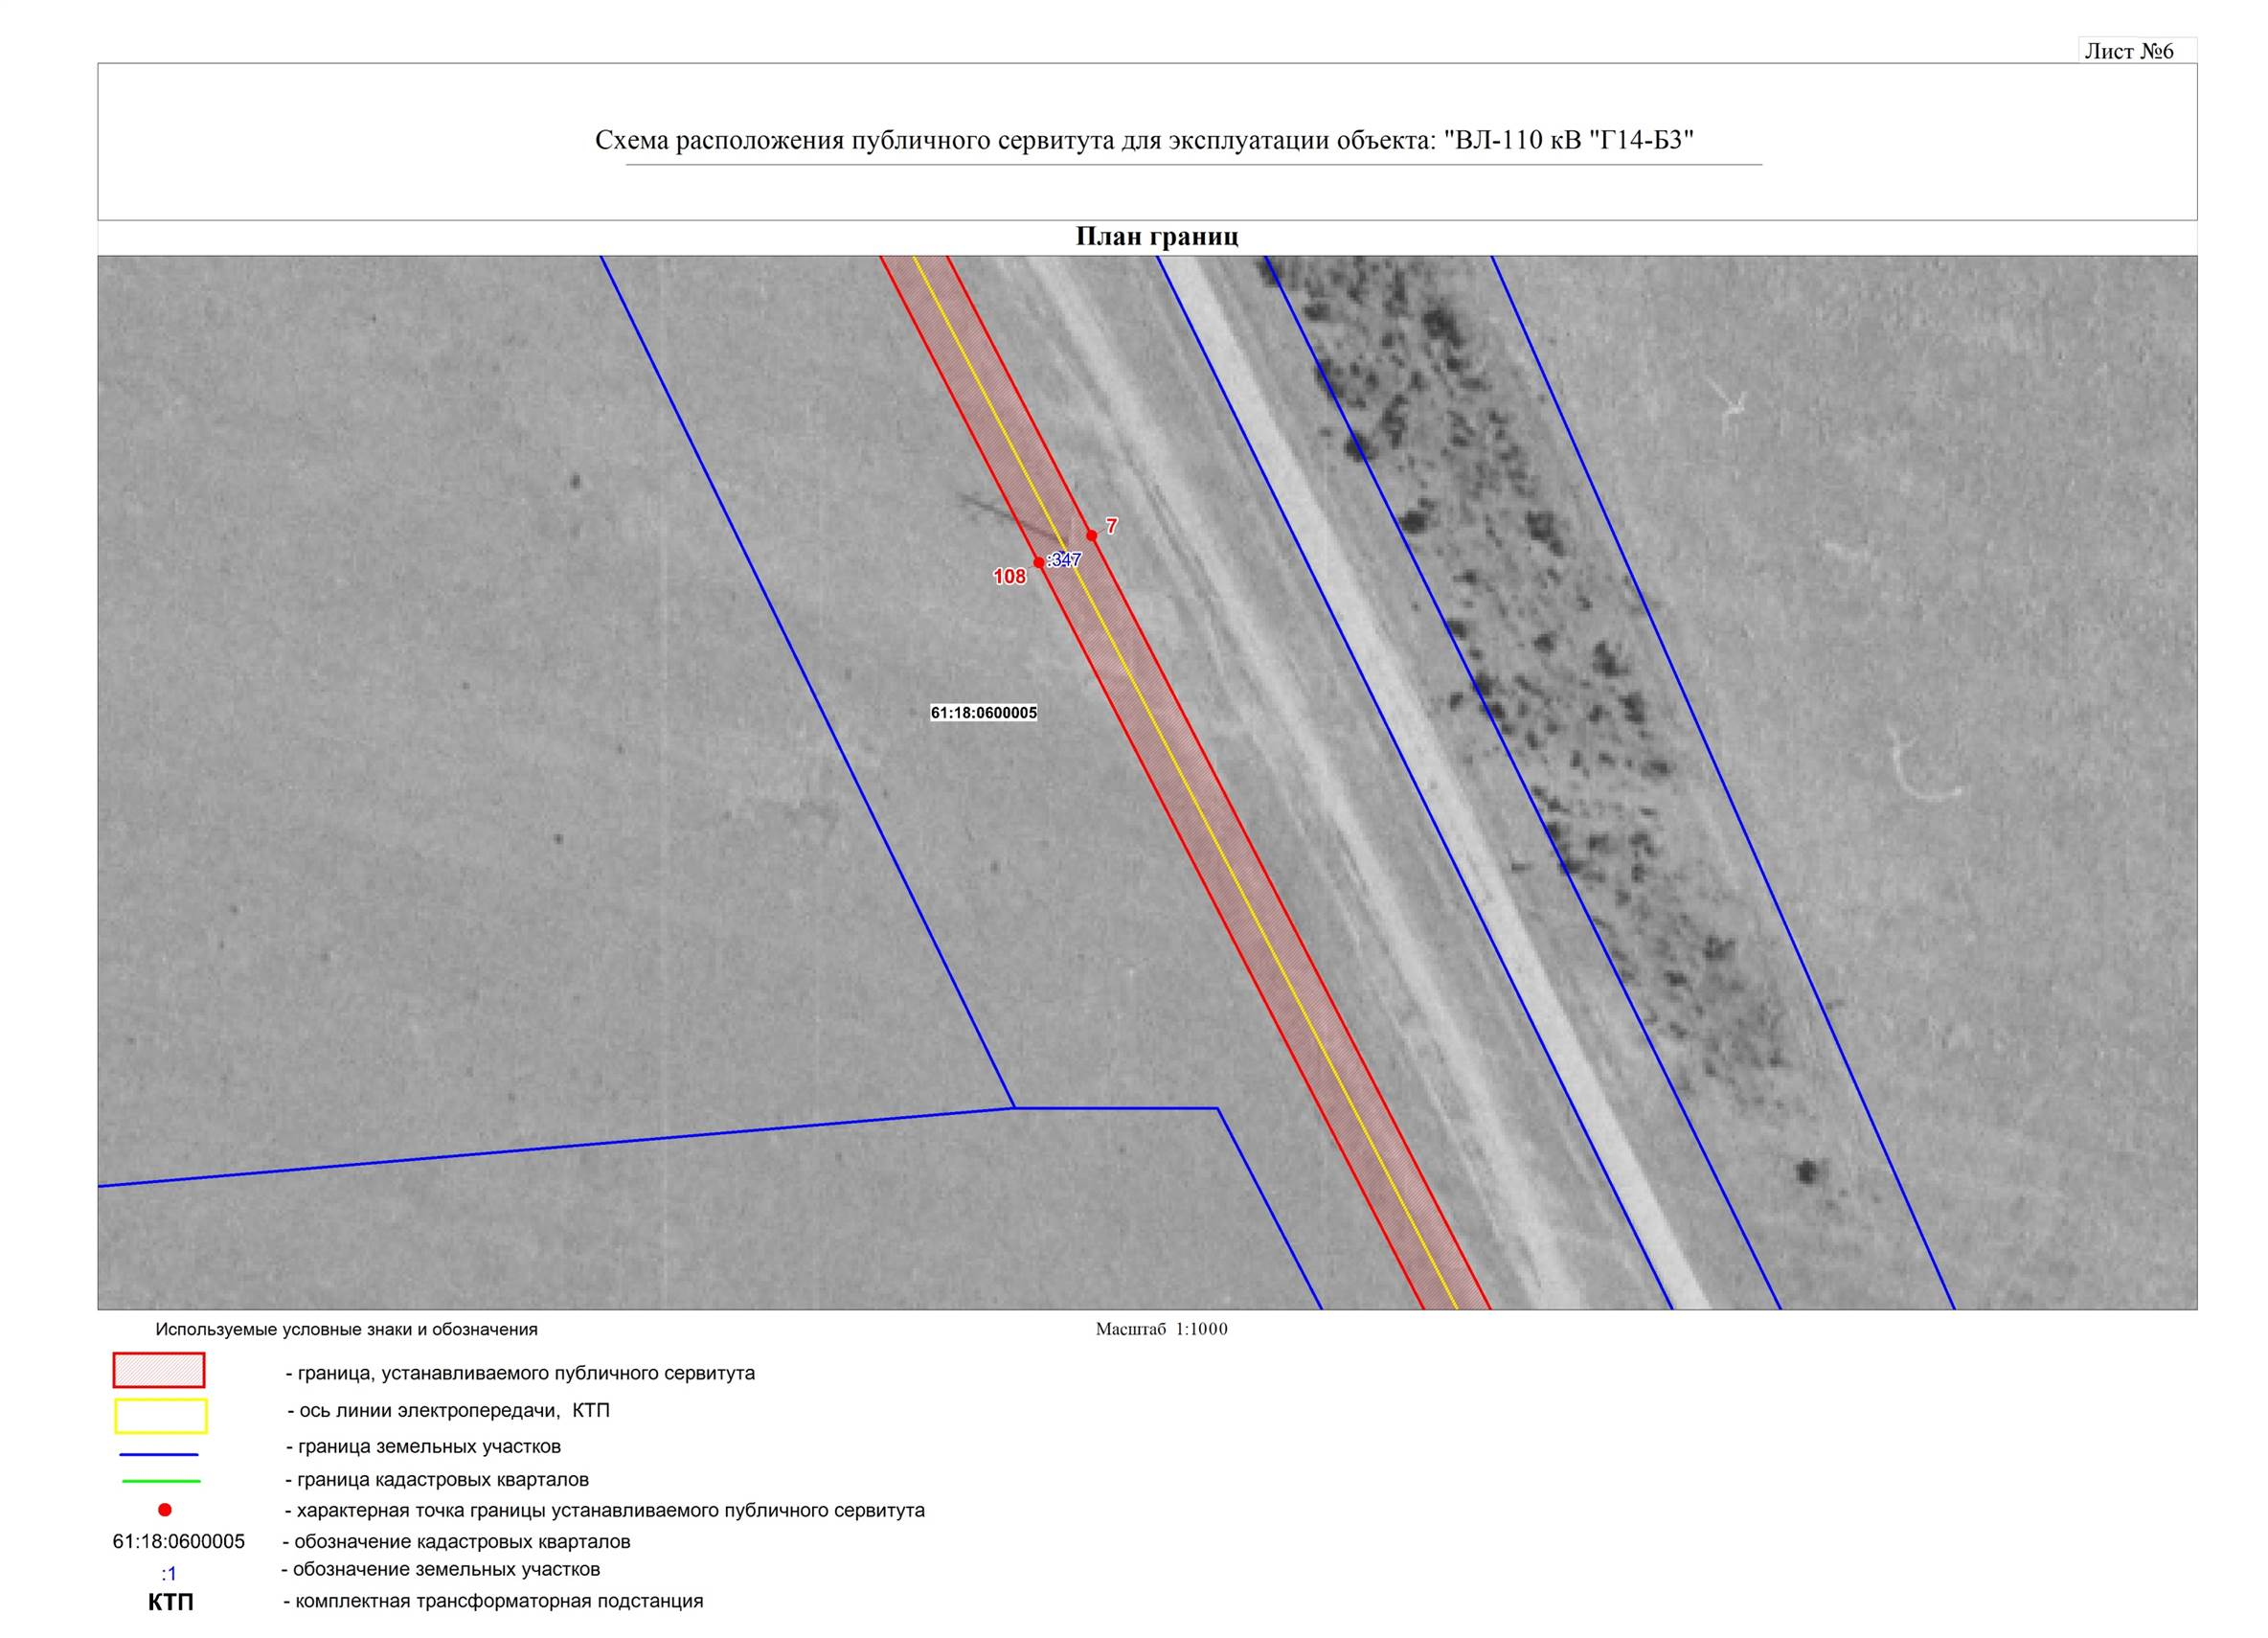 Лист №6
Схема расположения публичного сервитута для эксплуатации объекта: "ВЛ-110 кВ "Г14-Б3"
План границ
7
:347
108
61:18:0600005
Используемые условные знаки и обозначения
Масштаб 1:1000
- граница, устанавливаемого публичного сервитута
- ось линии электропередачи, КТП
- граница земельных участков
- граница кадастровых кварталов
- характерная точка границы устанавливаемого публичного сервитута
61:18:0600005 - обозначение кадастровых кварталов
:1 - обозначение земельных участков
КТП - комплектная трансформаторная подстанция